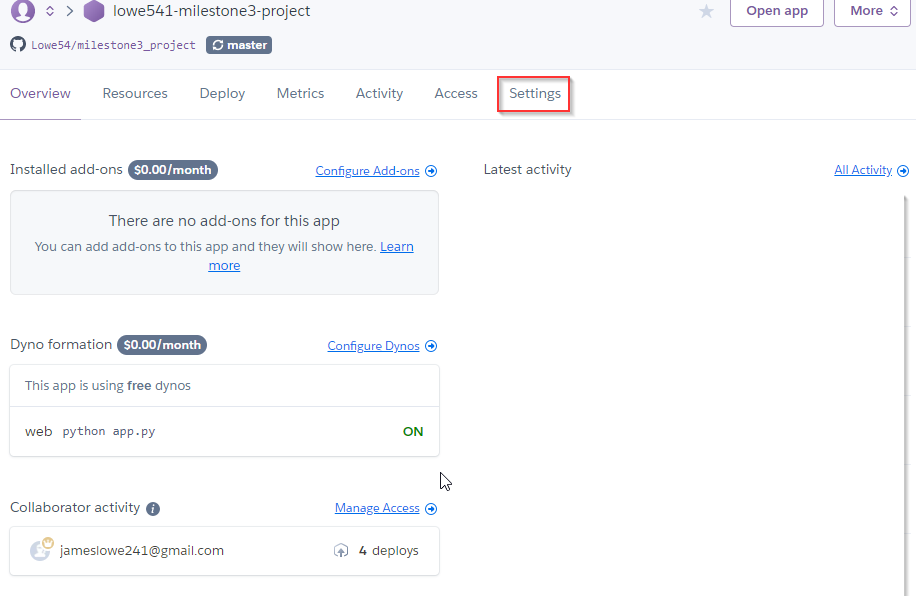 lowe541-milestone3-project
Open app
More
Lowe54/milestone3_project
master
Overview
Resources
Deploy
Metrics
Activity
Access
Settings
Installed add-ons $0.00/month
Configure Add-ons
There are no add-ons for this app
You can add add-ons to this app and they will show here. Learn
more
Dyno formation $0.00/month
Configure Dynos
This app is using free dynos
web python app.py
ON
Collaborator activity i
Manage Access
jameslowe241@gmail.com
4 deploys
Latest activity
All Activity